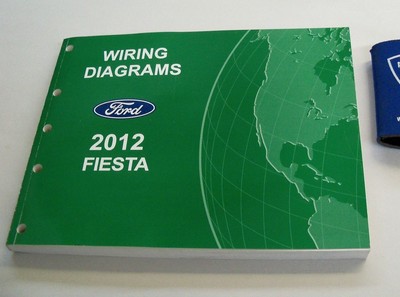 WIRING
DIAGRAMS
Ford
2012
FIESTA